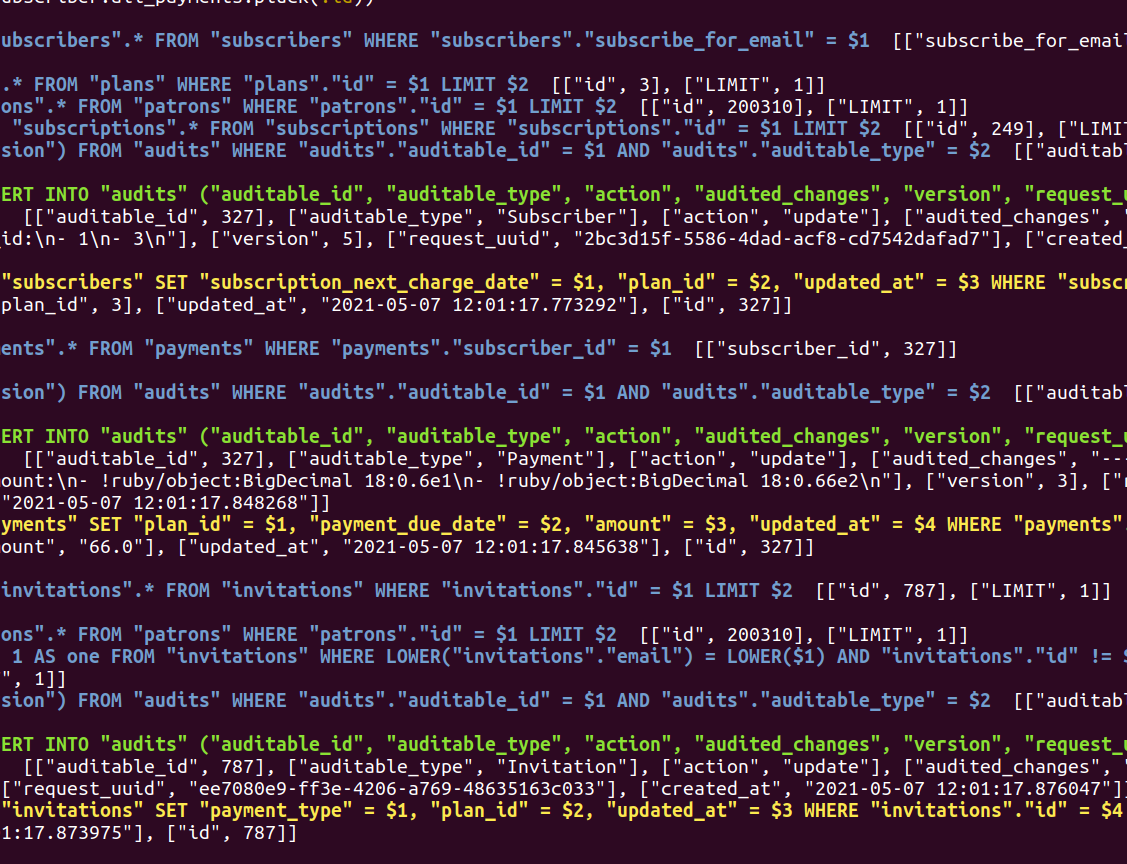 ubscriber.all_payments.pluck(:id))
ubscribers".* FROM "subscribers" WHERE "subscribers"."subscribe_for_email" = $1  [["subscribe_for_email
.* FROM "plans" WHERE "plans"."id" = $1 LIMIT $2  [["id", 3], ["LIMIT", 1]]
ons".* FROM "patrons" WHERE "patrons"."id" = $1 LIMIT $2  [["id", 200310], ["LIMIT", 1]]
"subscriptions".* FROM "subscriptions" WHERE "subscriptions"."id" = $1 LIMIT $2  [["id", 249], ["LIMIT
sion") FROM "audits" WHERE "audits"."auditable_id" = $1 AND "audits"."auditable_type" = $2  [["auditabl
ERT INTO "audits" ("auditable_id", "auditable_type", "action", "audited_changes", "version", "request_u
[["auditable_id", 327], ["auditable_type", "Subscriber"], ["action", "update"], ["audited_changes", "
id:\n- 1\n- 3\n"], ["version", 5], ["request_uuid", "2bc3d15f-5586-4dad-acf8-cd7542dafad7"], ["created_
"subscribers" SET "subscription_next_charge_date" = $1, "plan_id" = $2, "updated_at" = $3 WHERE "subscr
plan_id", 3], ["updated_at", "2021-05-07 12:01:17.773292"], ["id", 327]]
ents".* FROM "payments" WHERE "payments"."subscriber_id" = $1  [["subscriber_id", 327]]
sion") FROM "audits" WHERE "audits"."auditable_id" = $1 AND "audits"."auditable_type" = $2  [["auditabl
ERT INTO "audits" ("auditable_id", "auditable_type", "action", "audited_changes", "version", "request_u
[["auditable_id", 327], ["auditable_type", "Payment"], ["action", "update"], ["audited_changes", "---
ount:\n- !ruby/object:BigDecimal 18:0.6e1\n- !ruby/object:BigDecimal 18:0.66e2\n"], ["version", 3], ["r
"2021-05-07 12:01:17.848268"]]
yments" SET "plan_id" = $1, "payment_due_date" = $2, "amount" = $3, "updated_at" = $4 WHERE "payments".
ount", "66.0"], ["updated_at", "2021-05-07 12:01:17.845638"], ["id", 327]]
invitations".* FROM "invitations" WHERE "invitations"."id" = $1 LIMIT $2  [["id", 787], ["LIMIT", 1]]
ons".* FROM "patrons" WHERE "patrons"."id" = $1 LIMIT $2  [["id", 200310], ["LIMIT", 1]]
1 AS one FROM "invitations" WHERE LOWER("invitations"."email") = LOWER($1) AND "invitations"."id" != $
", 1]]
sion") FROM "audits" WHERE "audits"."auditable_id" = $1 AND "audits"."auditable_type" = $2  [["auditabl
ERT INTO "audits" ("auditable_id", "auditable_type", "action", "audited_changes", "version", "request_u
[["auditable_id", 787], ["auditable_type", "Invitation"], ["action", "update"], ["audited_changes", "
["request_uuid", "ee7080e9-ff3e-4206-a769-48635163c033"], ["created_at", "2021-05-07 12:01:17.876047"]]
"invitations" SET "payment_type" = $1, "plan_id" = $2, "updated_at" = $3 WHERE "invitations"."id" = $4
1:17.873975"], ["id", 787]]